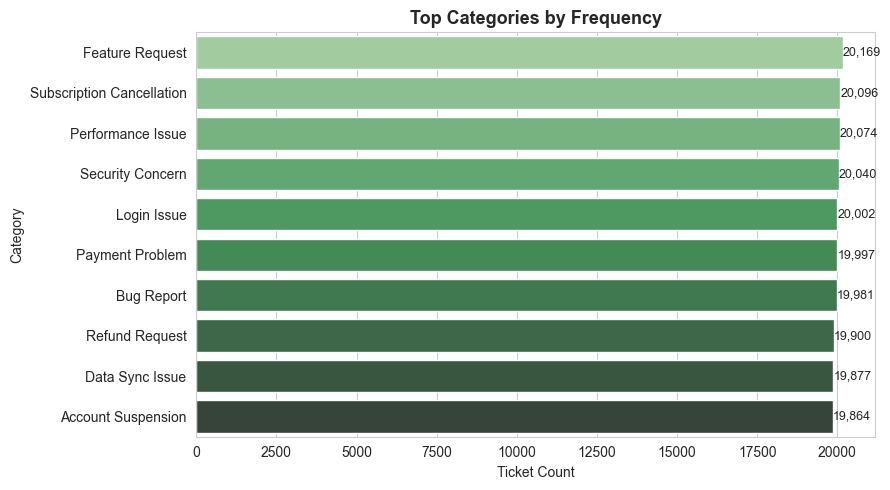 Top Categories by Frequency
Category
Feature Request 20,169
Subscription Cancellation 20,096
Performance Issue 20,074
Security Concern 20,040
Login Issue 20,002
Payment Problem 19,997
Bug Report 19,981
Refund Request 19,900
Data Sync Issue 19,877
Account Suspension 19,864
0 2500 5000 7500 10000 12500 15000 17500 20000
Ticket Count